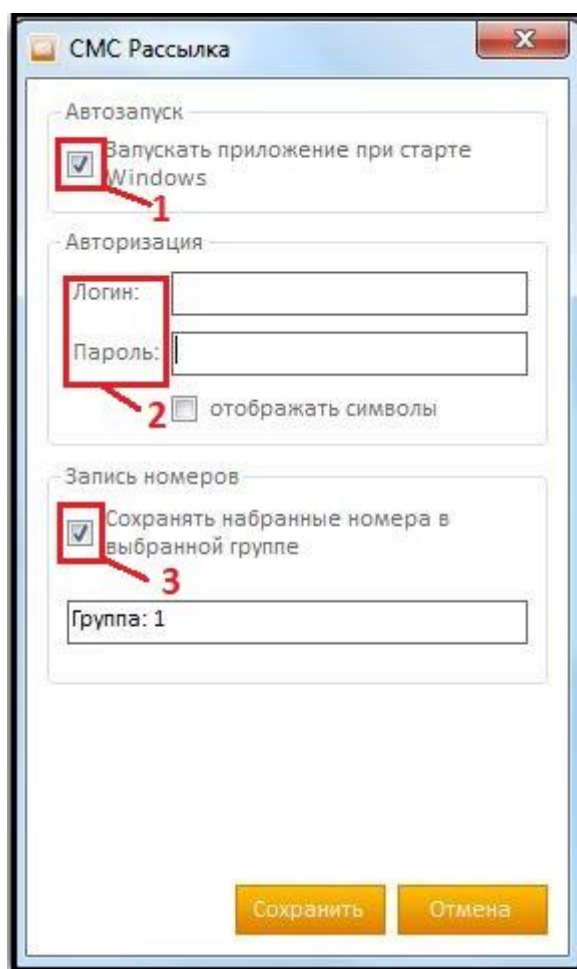 СМС Рассылка
Автозапуск
Запускать приложение при старте
Windows
1
Авторизация
Логин:
Пароль:
2
отображать символы
Запись номеров
Сохранять набранные номера в
выбранной группе
3
Группа: 1
Сохранить
Отмена